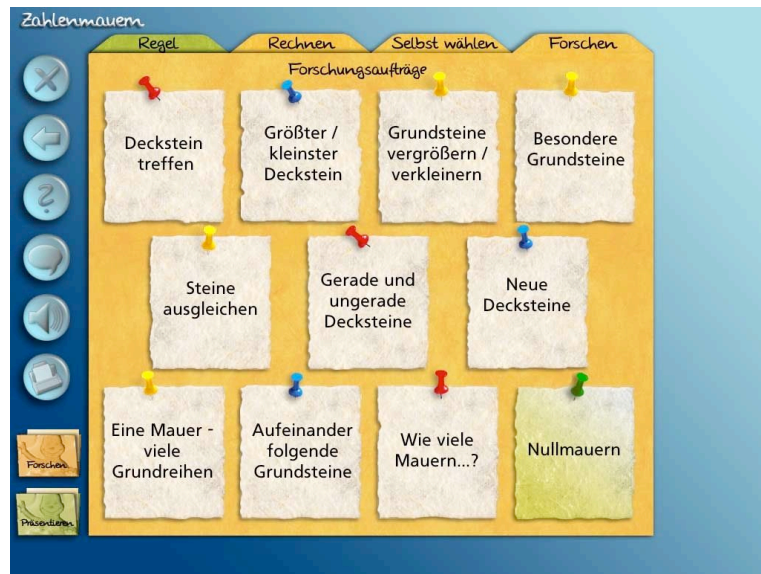 Zahlenmauern
Regel
Rechnen
Selbst wählen
Forschen
Forschungsaufträge
Deckstein
treffen
Größter /
kleinster
Deckstein
Grundsteine
vergrößern /
verkleinern
Besondere
Grundsteine
Steine
ausgleichen
Gerade und
ungerade
Decksteine
Neue
Decksteine
Eine Mauer -
viele
Grundreihen
Aufeinander
folgende
Grundsteine
Wie viele
Mauern...?
Nullmauern
?
Forschen
Präsentieren